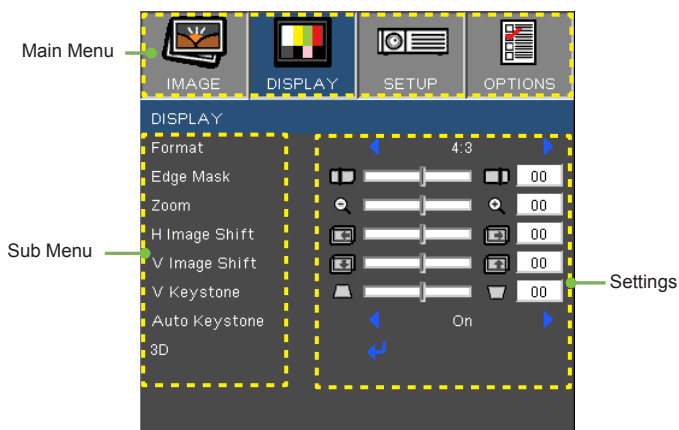 Main Menu
IMAGE DISPLAY SETUP OPTIONS
DISPLAY
Format 4:3
Edge Mask 00
Zoom 00
H Image Shift 00
Sub Menu
V Image Shift 00
Settings
V Keystone 00
Auto Keystone On
3D